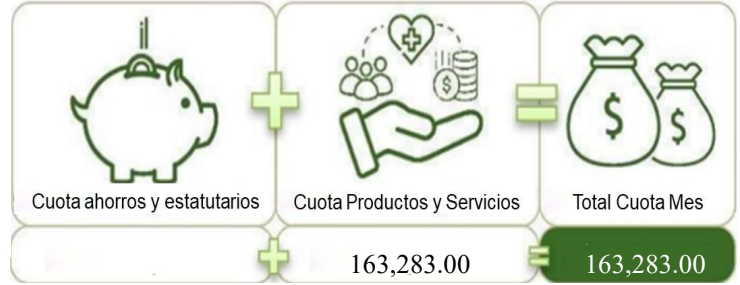 Cuota ahorros y estatutarios
Cuota Productos y Servicios
Total Cuota Mes
163,283.00
163,283.00